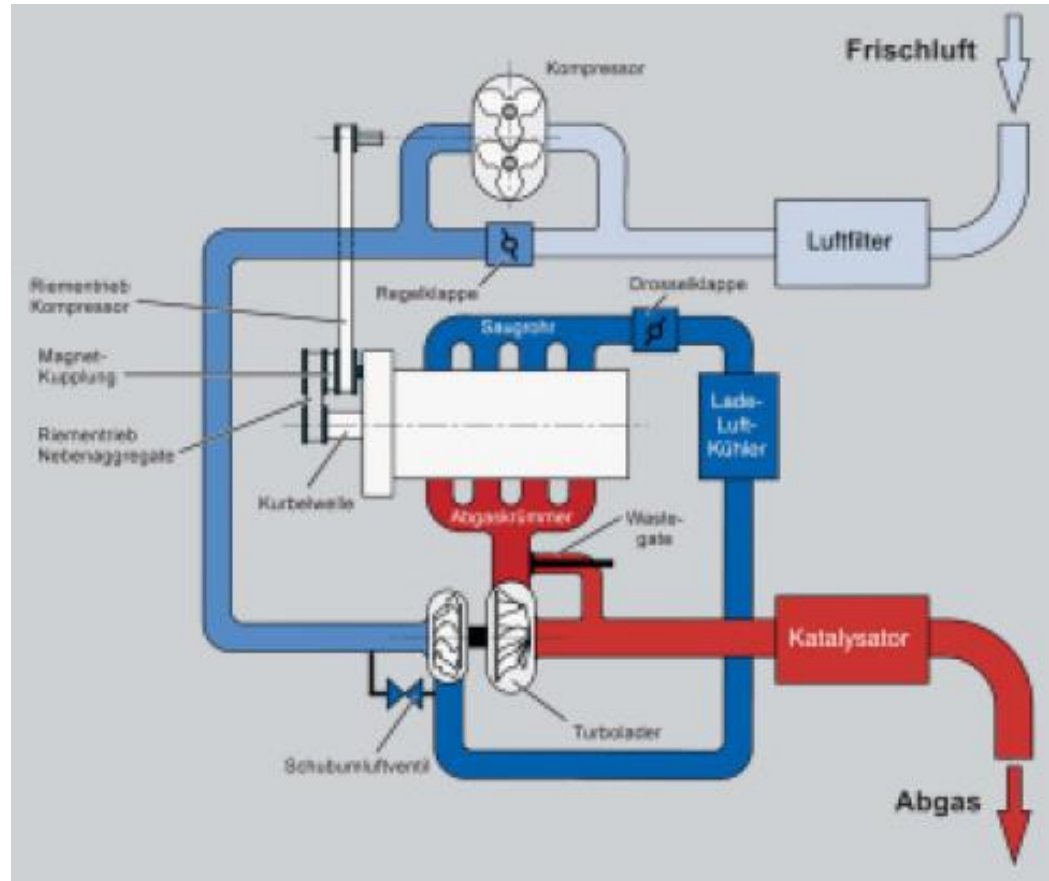 Kompressor
Frischluft
Luftfilter
Regelklappe
Drosselklappe
Riementrieb
Kompressor
Saugrohr
Magnet-
Kupplung
Lade-
Luft-
Kühler
Riementrieb
Nebenaggregate
Kurbelwelle
Abgaskrümmer
Waste-
gate
Katalysator
Turbolader
Schubumluftventil
Abgas